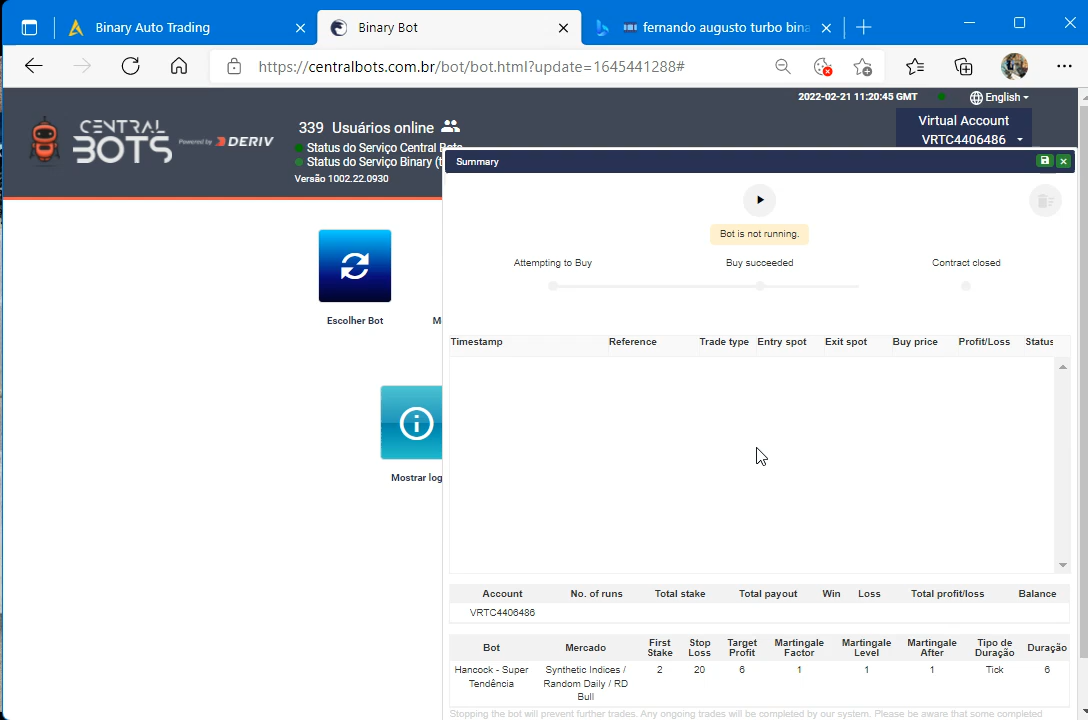 Binary Auto Trading
Binary Bot
fernando augusto turbo bina
https://centralbots.com.br/bot/bot.html?update=1645441288#
2022-02-21 11:20:45 GMT
English
CENTRAL
BOTS
Powered by DERIV
339 Usuários online
Status do Serviço Central Bots
Status do Serviço Binary (t
Versão 1002.22.0930
Virtual Account
VRTC4406486
Summary
Bot is not running.
Attempting to Buy
Buy succeeded
Contract closed
Escolher Bot
M
Mostrar log
Timestamp Reference Trade type Entry spot Exit spot Buy price Profit/Loss Status
Account No. of runs Total stake Total payout Win Loss Total profit/loss Balance
VRTC4406486
Bot Mercado First Stake Stop Loss Target Profit Martingale Factor Martingale Level Martingale After Tipo de Duração Duração
Hancock - Super Tendência Synthetic Indices / Random Daily / RD Bull 2 20 6 1 1 1 Tick 6
Stopping the bot will prevent further trades. Any ongoing trades will be completed by our system. Please be aware that some completed